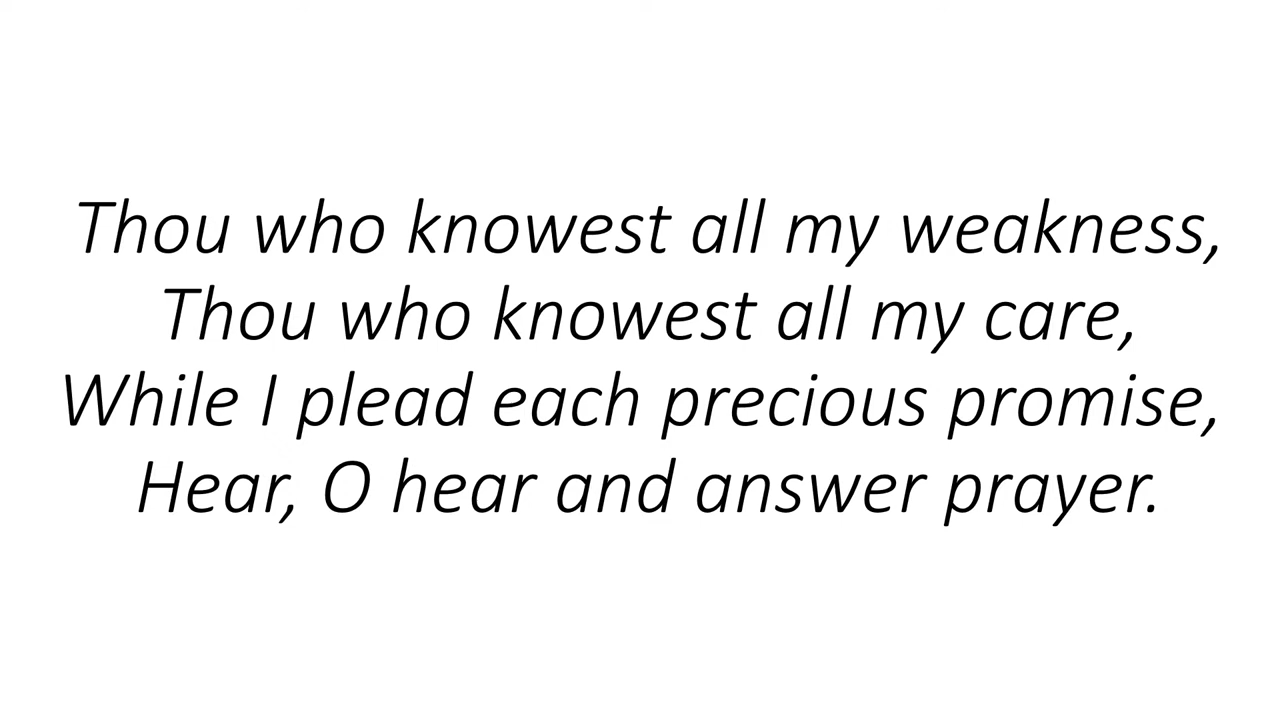 Thou who knowest all my weakness,
Thou who knowest all my care,
While I plead each precious promise,
Hear, O hear and answer prayer.